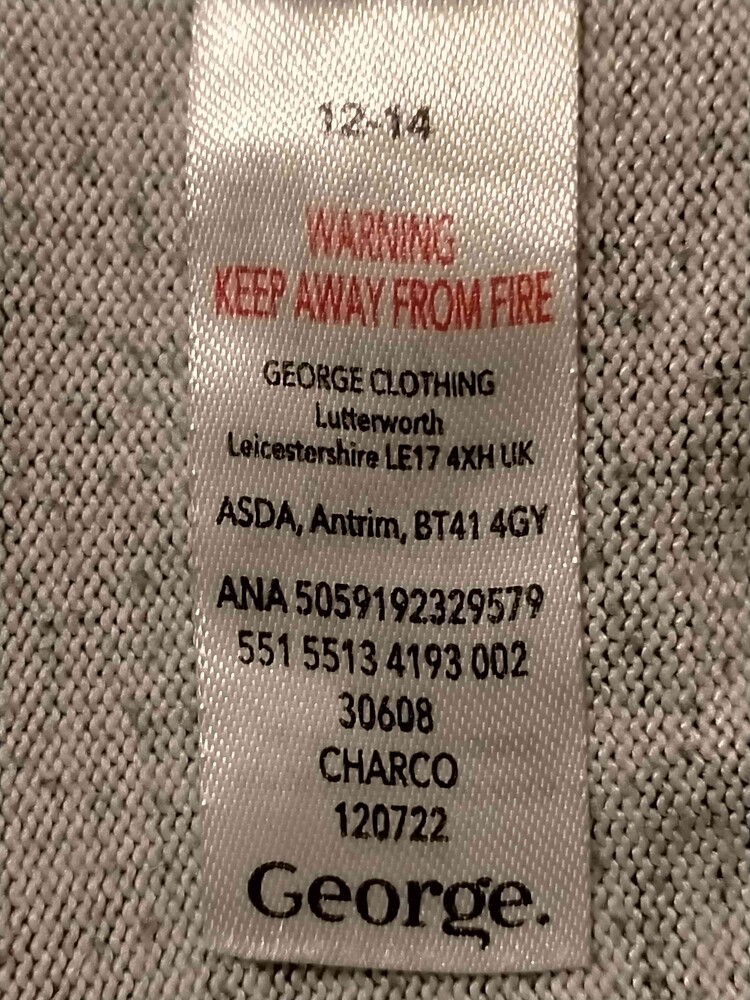 12-14
WARNING
KEEP AWAY FROM FIRE
GEORGE CLOTHING
Lutterworth
Leicestershire LE17 4XH UK
ASDA, Antrim, BT41 4GY
ANA 5059192329579
551 5513 4193 002
30608
CHARCO
120722
George.